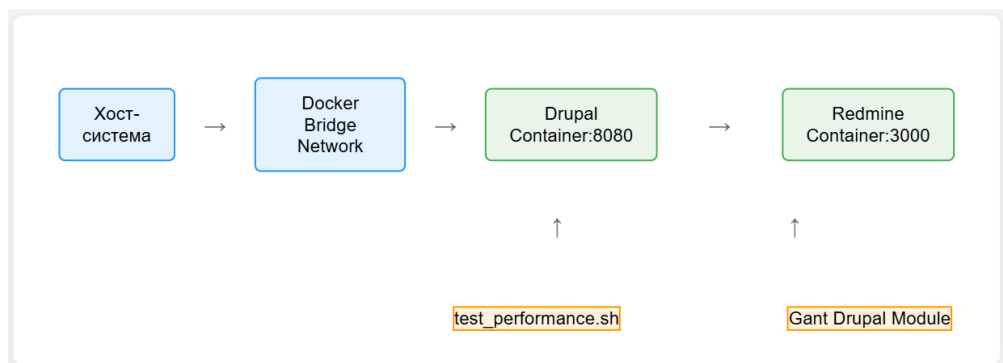 Хост-
система
Docker
Bridge
Network
Drupal
Container:8080
Redmine
Container:3000
test_performance.sh
Gant Drupal Module